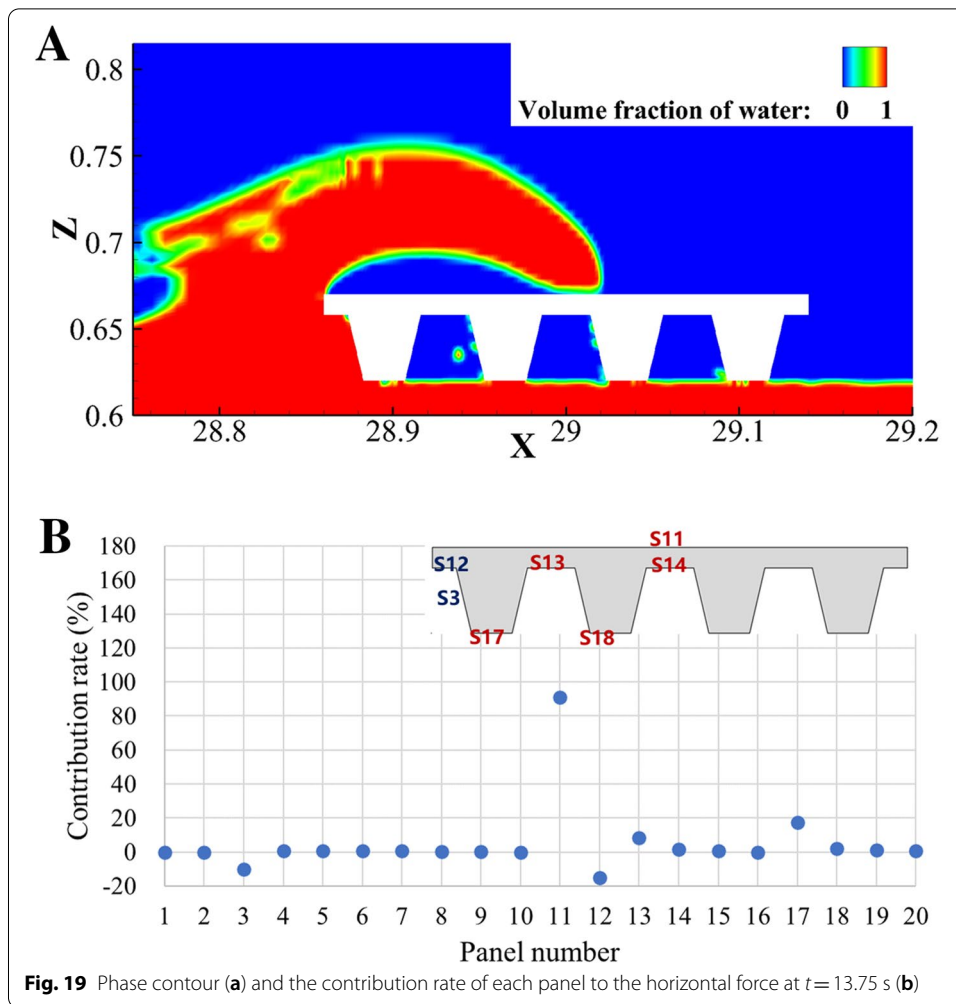 A
0.8
0.75
0.7
0.65
0.6
Z
Volume fraction of water: 0 1
28.8 28.9 29 29.1 29.2
X
B
180
160
140
120
100
80
60
40
20
0
-20
Contribution rate (%)
S11
S12 S13 S14
S3
S17 S18
1 2 3 4 5 6 7 8 9 10 11 12 13 14 15 16 17 18 19 20
Panel number
Fig. 19 Phase contour (a) and the contribution rate of each panel to the horizontal force at t = 13.75 s (b)